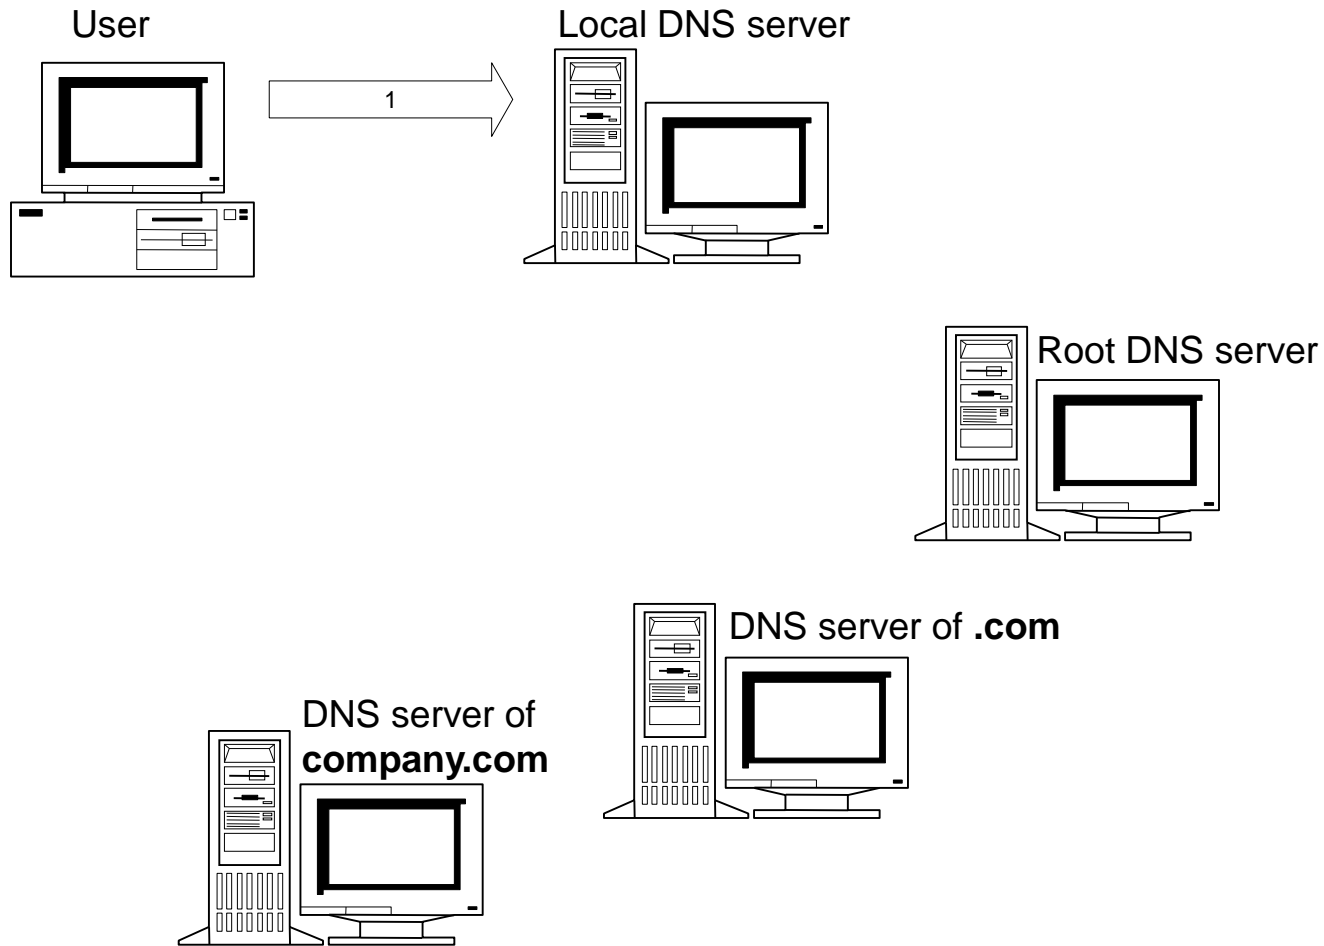 User
Local DNS server
1
Root DNS server
DNS server of .com
DNS server of
company.com